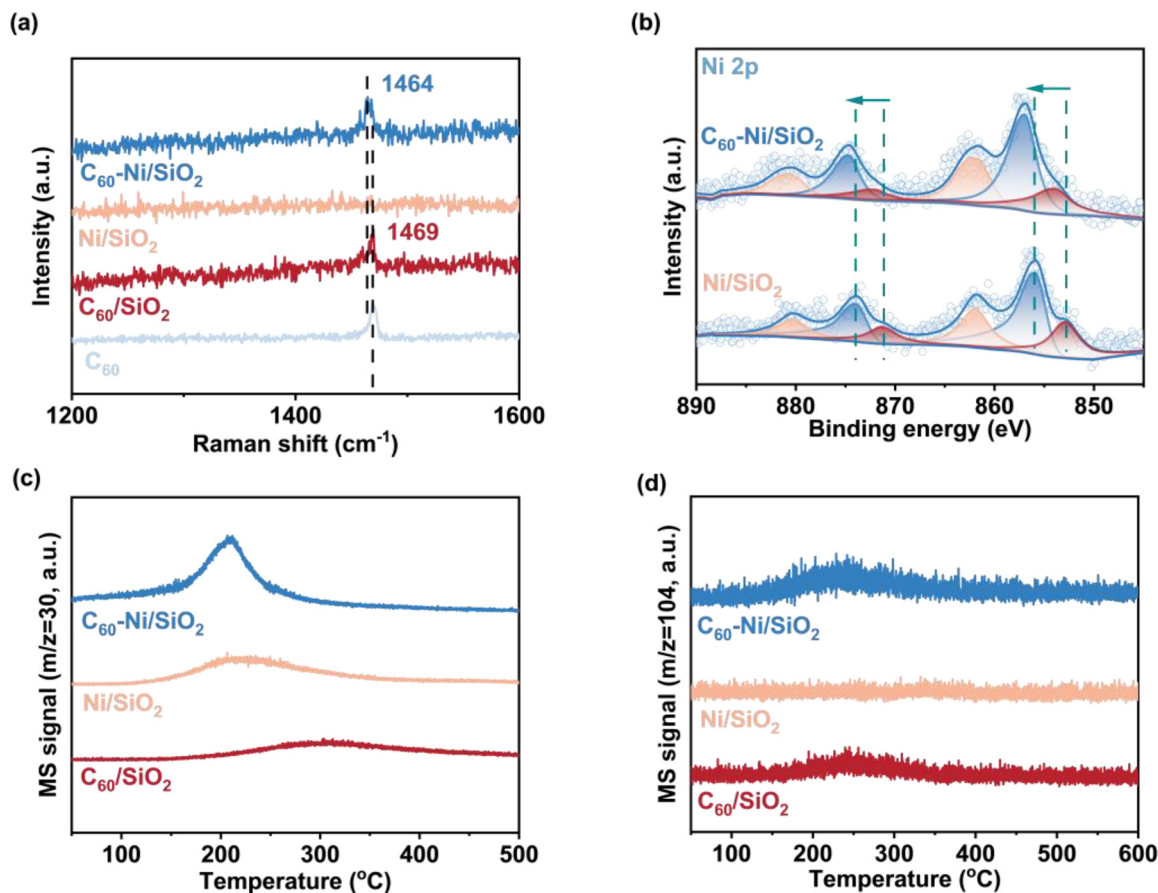 (a)
1464
C₆₀-Ni/SiO₂
Ni/SiO₂
1469
C₆₀/SiO₂
C₆₀
Intensity (a.u.)
1200 1400 1600
Raman shift (cm⁻¹)
(b)
Ni 2p
C₆₀-Ni/SiO₂
Ni/SiO₂
Intensity (a.u.)
890 880 870 860 850
Binding energy (eV)
(c)
C₆₀-Ni/SiO₂
Ni/SiO₂
C₆₀/SiO₂
MS signal (m/z=30, a.u.)
100 200 300 400 500
Temperature (°C)
(d)
C₆₀-Ni/SiO₂
Ni/SiO₂
C₆₀/SiO₂
MS signal (m/z=104, a.u.)
100 200 300 400 500 600
Temperature (°C)